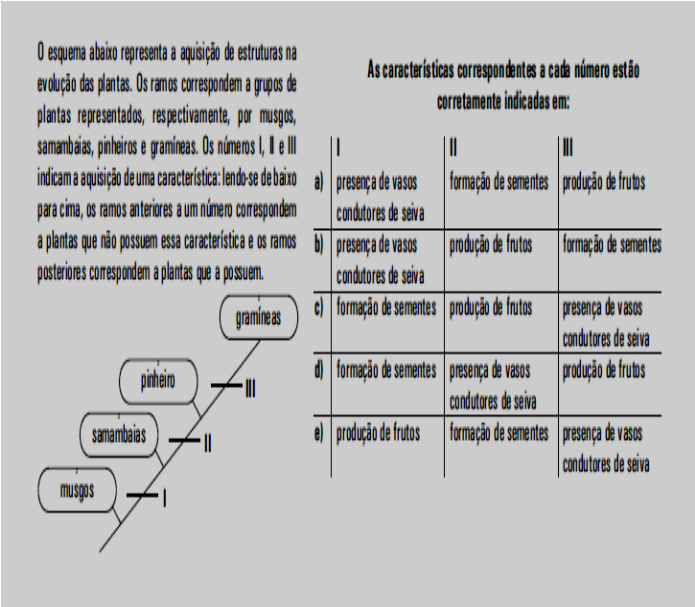 O esquema abaixo representa a aquisição de estruturas na
evolução das plantas. Os ramos correspondem a grupos de
plantas representados, respectivamente, por musgos,
samambaias, pinheiros e gramíneas. Os números I, II e III
indicam a aquisição de uma característica: lendo-se de baixo
para cima, os ramos anteriores a um número correspondem
a plantas que não possuem essa característica e os ramos
posteriores correspondem a plantas que a possuem.
gramíneas
pinheiro
III
samambaias
II
musgos
I
As características correspondentes a cada número estão
corretamente indicadas em:
I II III
a) presença de vasos formação de sementes produção de frutos
condutores de seiva
b) presença de vasos produção de frutos formação de sementes
condutores de seiva
c) formação de sementes produção de frutos presença de vasos
condutores de seiva
d) formação de sementes presença de vasos produção de frutos
condutores de seiva
e) produção de frutos formação de sementes presença de vasos
condutores de seiva